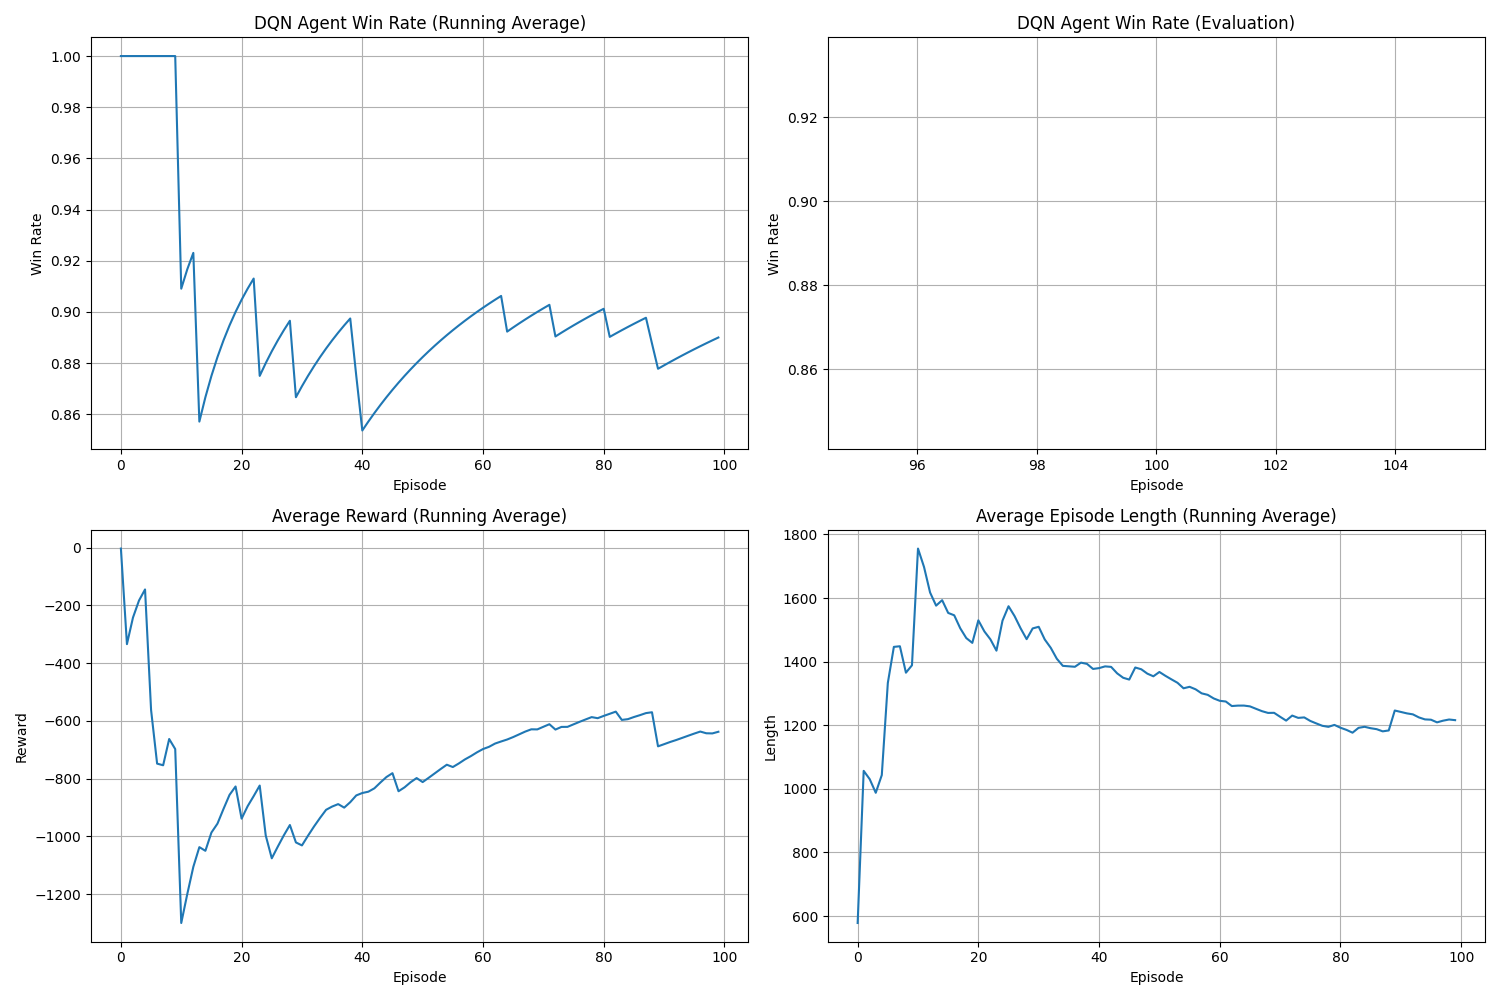 DQN Agent Win Rate (Running Average)
1.00
0.98
0.96
0.94
0.92
0.90
0.88
0.86
Win Rate
0 20 40 60 80 100
Episode
DQN Agent Win Rate (Evaluation)
0.92
0.90
0.88
0.86
Win Rate
96 98 100 102 104
Episode
Average Reward (Running Average)
0
−200
−400
−600
−800
−1000
−1200
Reward
0 20 40 60 80 100
Episode
Average Episode Length (Running Average)
1800
1600
1400
1200
1000
800
600
Length
0 20 40 60 80 100
Episode